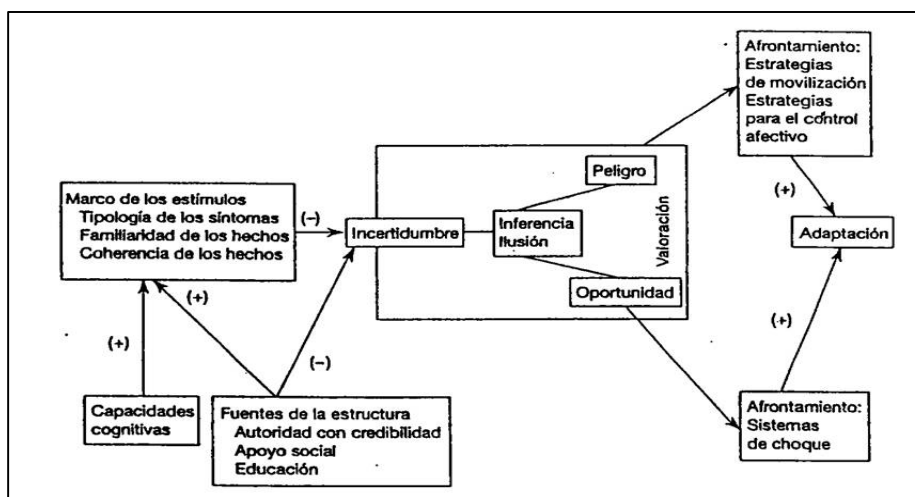 Marco de los estímulos
Tipología de los síntomas
Familiaridad de los hechos
Coherencia de los hechos
(−)
(+)
(+)
(−)
Capacidades
cognitivas
Fuentes de la estructura
Autoridad con credibilidad
Apoyo social
Educación
Incertidumbre
Inferencia
Ilusión
Peligro
Oportunidad
Valoración
Afrontamiento:
Estrategias
de movilización
Estrategias
para el control
afectivo
(+)
Adaptación
(+)
Afrontamiento:
Sistemas
de choque